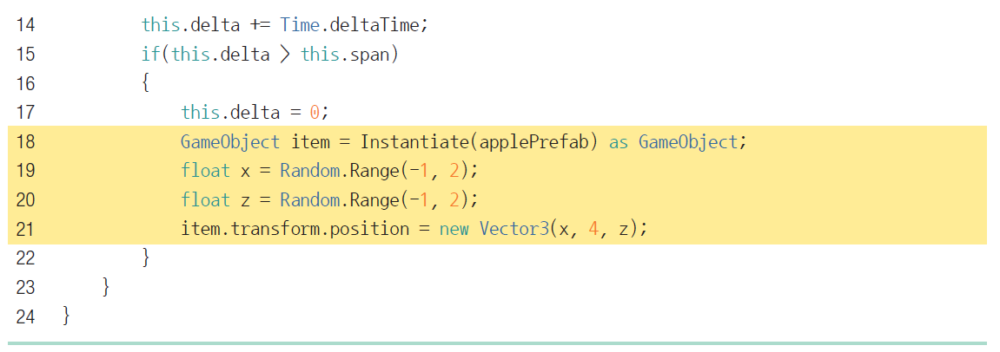 14 this.delta += Time.deltaTime;
15 if(this.delta > this.span)
16 {
17 this.delta = 0;
18 GameObject item = Instantiate(applePrefab) as GameObject;
19 float x = Random.Range(-1, 2);
20 float z = Random.Range(-1, 2);
21 item.transform.position = new Vector3(x, 4, z);
22 }
23 }
24 }